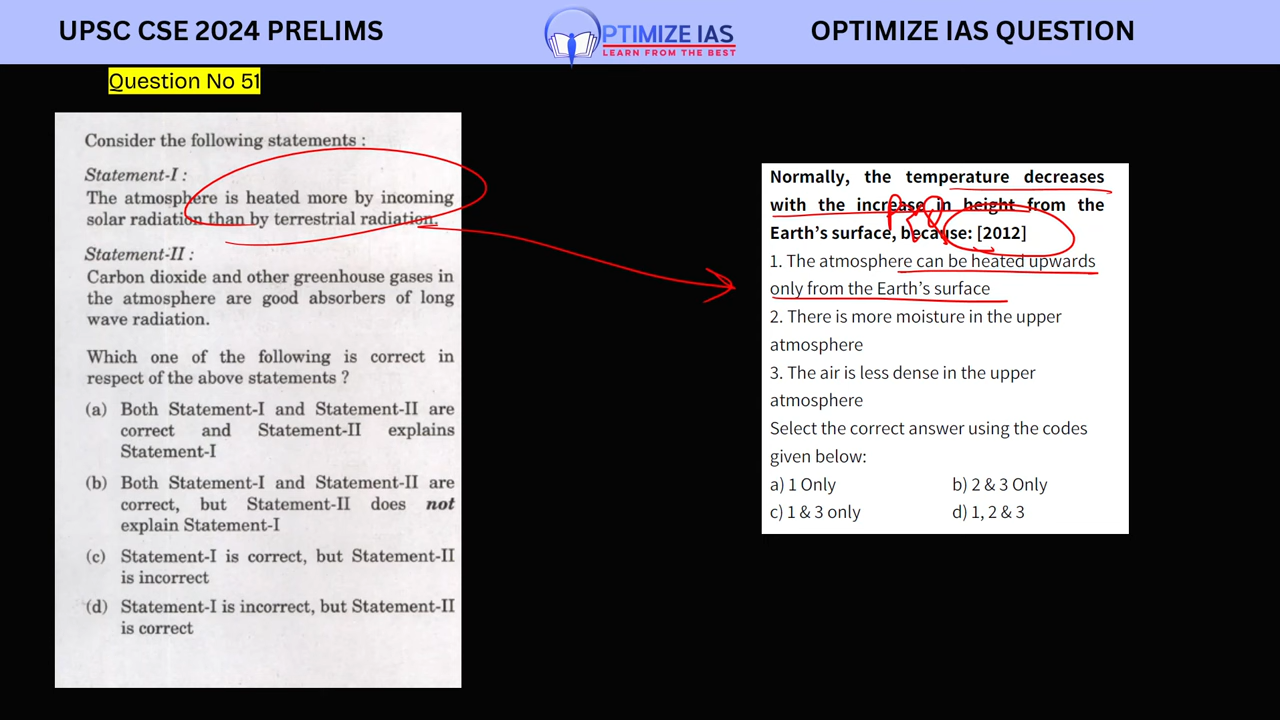 UPSC CSE 2024 PRELIMS
OPTIMIZE IAS
LEARN FROM THE BEST
OPTIMIZE IAS QUESTION
Question No 51
Consider the following statements :
Statement-I :
The atmosphere is heated more by incoming
solar radiation than by terrestrial radiation.
Statement-II :
Carbon dioxide and other greenhouse gases in
the atmosphere are good absorbers of long
wave radiation.
Which one of the following is correct in
respect of the above statements ?
(a) Both Statement-I and Statement-II are
correct and Statement-II explains
Statement-I
(b) Both Statement-I and Statement-II are
correct, but Statement-II does not
explain Statement-I
(c) Statement-I is correct, but Statement-II
is incorrect
(d) Statement-I is incorrect, but Statement-II
is correct
Normally, the temperature decreases
with the increase in height from the
Earth's surface, because: [2012]
1. The atmosphere can be heated upwards
only from the Earth's surface
2. There is more moisture in the upper
atmosphere
3. The air is less dense in the upper
atmosphere
Select the correct answer using the codes
given below:
a) 1 Only b) 2 & 3 Only
c) 1 & 3 only d) 1, 2 & 3